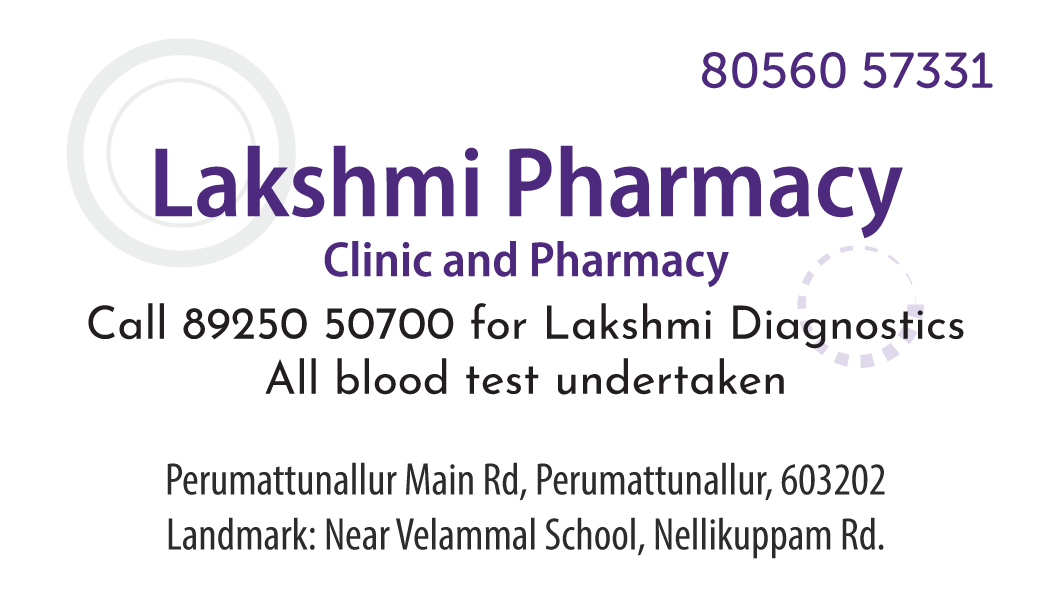 80560 57331
Lakshmi Pharmacy
Clinic and Pharmacy
Call 89250 50700 for Lakshmi Diagnostics
All blood test undertaken
Perumattunallur Main Rd, Perumattunallur, 603202
Landmark: Near Velammal School, Nellikuppam Rd.